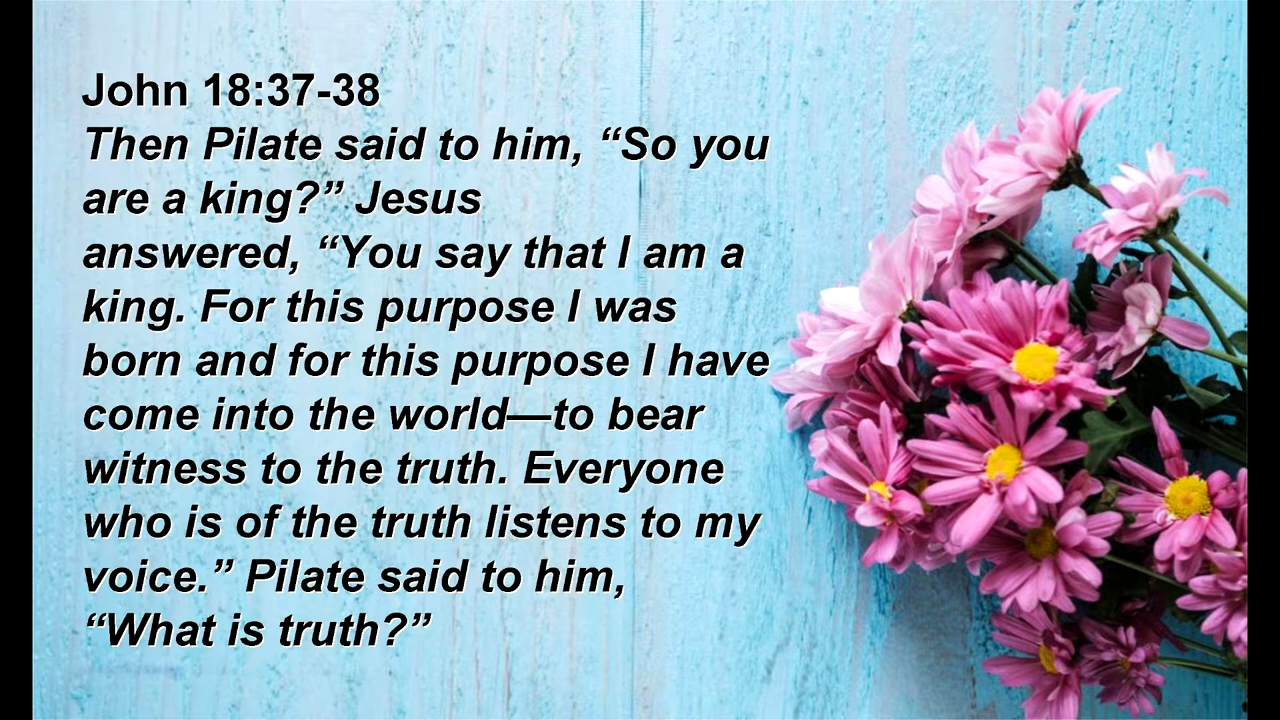 John 18:37-38
Then Pilate said to him, “So you
are a king?” Jesus
answered, “You say that I am a
king. For this purpose I was
born and for this purpose I have
come into the world—to bear
witness to the truth. Everyone
who is of the truth listens to my
voice.” Pilate said to him,
“What is truth?”